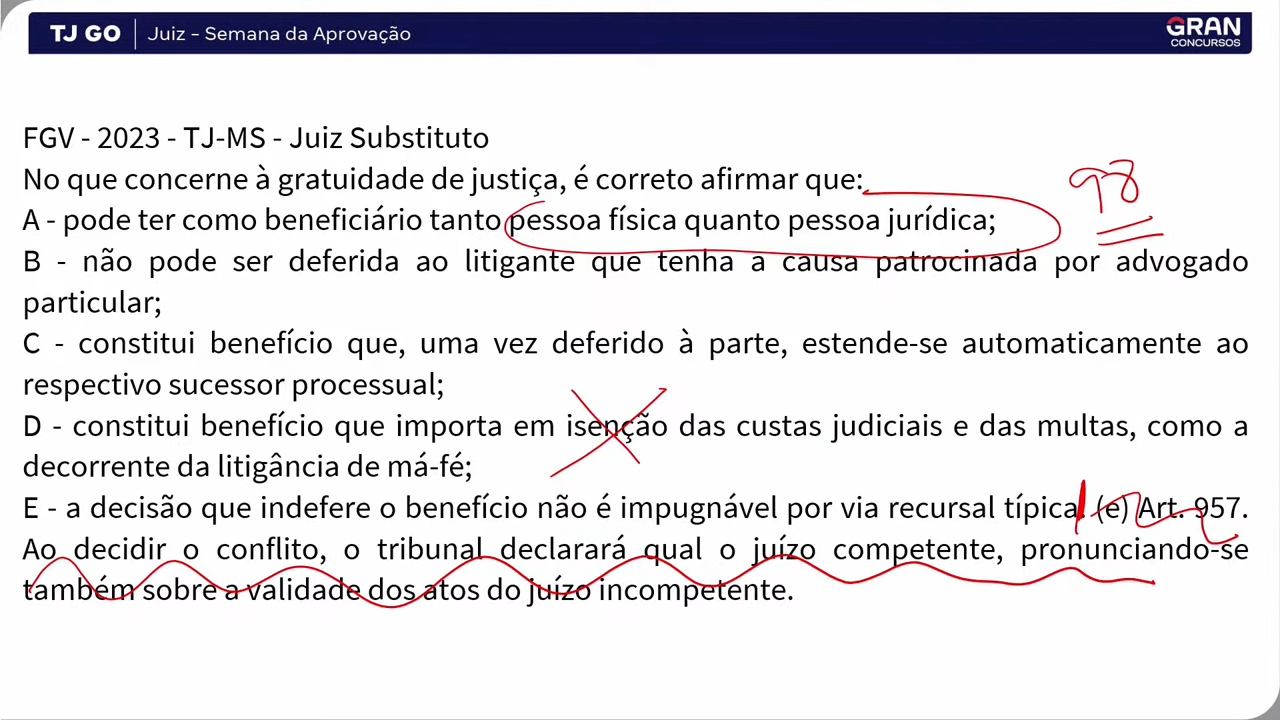 TJ GO
Juiz – Semana da Aprovação
GRAN
CONCURSOS
FGV - 2023 - TJ-MS - Juiz Substituto
No que concerne à gratuidade de justiça, é correto afirmar que:
98
A - pode ter como beneficiário tanto pessoa física quanto pessoa jurídica;
B - não pode ser deferida ao litigante que tenha a causa patrocinada por advogado
particular;
C - constitui benefício que, uma vez deferido à parte, estende-se automaticamente ao
respectivo sucessor processual;
D - constitui benefício que importa em isenção das custas judiciais e das multas, como a
decorrente da litigância de má-fé;
E - a decisão que indefere o benefício não é impugnável por via recursal típica. (e) Art. 957.
Ao decidir o conflito, o tribunal declarará qual o juízo competente, pronunciando-se
também sobre a validade dos atos do juízo incompetente.